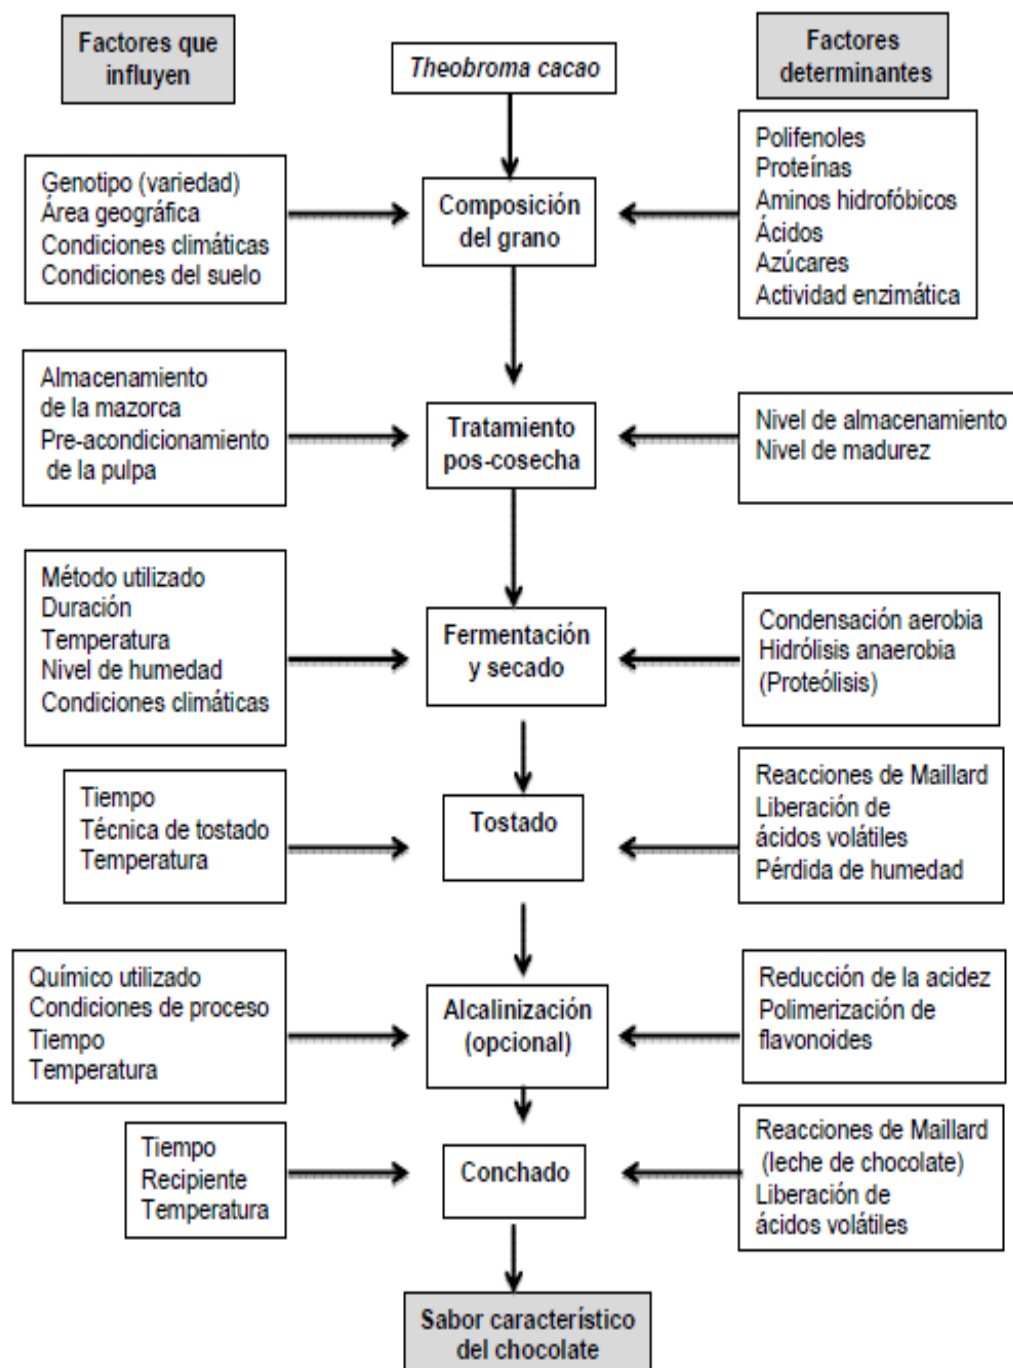 Factores que
influyen
Theobroma cacao
Factores
determinantes
Genotipo (variedad)
Área geográfica
Condiciones climáticas
Condiciones del suelo
Composición
del grano
Polifenoles
Proteínas
Aminos hidrofóbicos
Ácidos
Azúcares
Actividad enzimática
Almacenamiento
de la mazorca
Pre-acondicionamiento
de la pulpa
Tratamiento
pos-cosecha
Nivel de almacenamiento
Nivel de madurez
Método utilizado
Duración
Temperatura
Nivel de humedad
Condiciones climáticas
Fermentación
y secado
Condensación aerobia
Hidrólisis anaerobia
(Proteólisis)
Tiempo
Técnica de tostado
Temperatura
Tostado
Reacciones de Maillard
Liberación de
ácidos volátiles
Pérdida de humedad
Químico utilizado
Condiciones de proceso
Tiempo
Temperatura
Alcalinización
(opcional)
Reducción de la acidez
Polimerización de
flavonoides
Tiempo
Recipiente
Temperatura
Conchado
Reacciones de Maillard
(leche de chocolate)
Liberación de
ácidos volátiles
Sabor característico
del chocolate